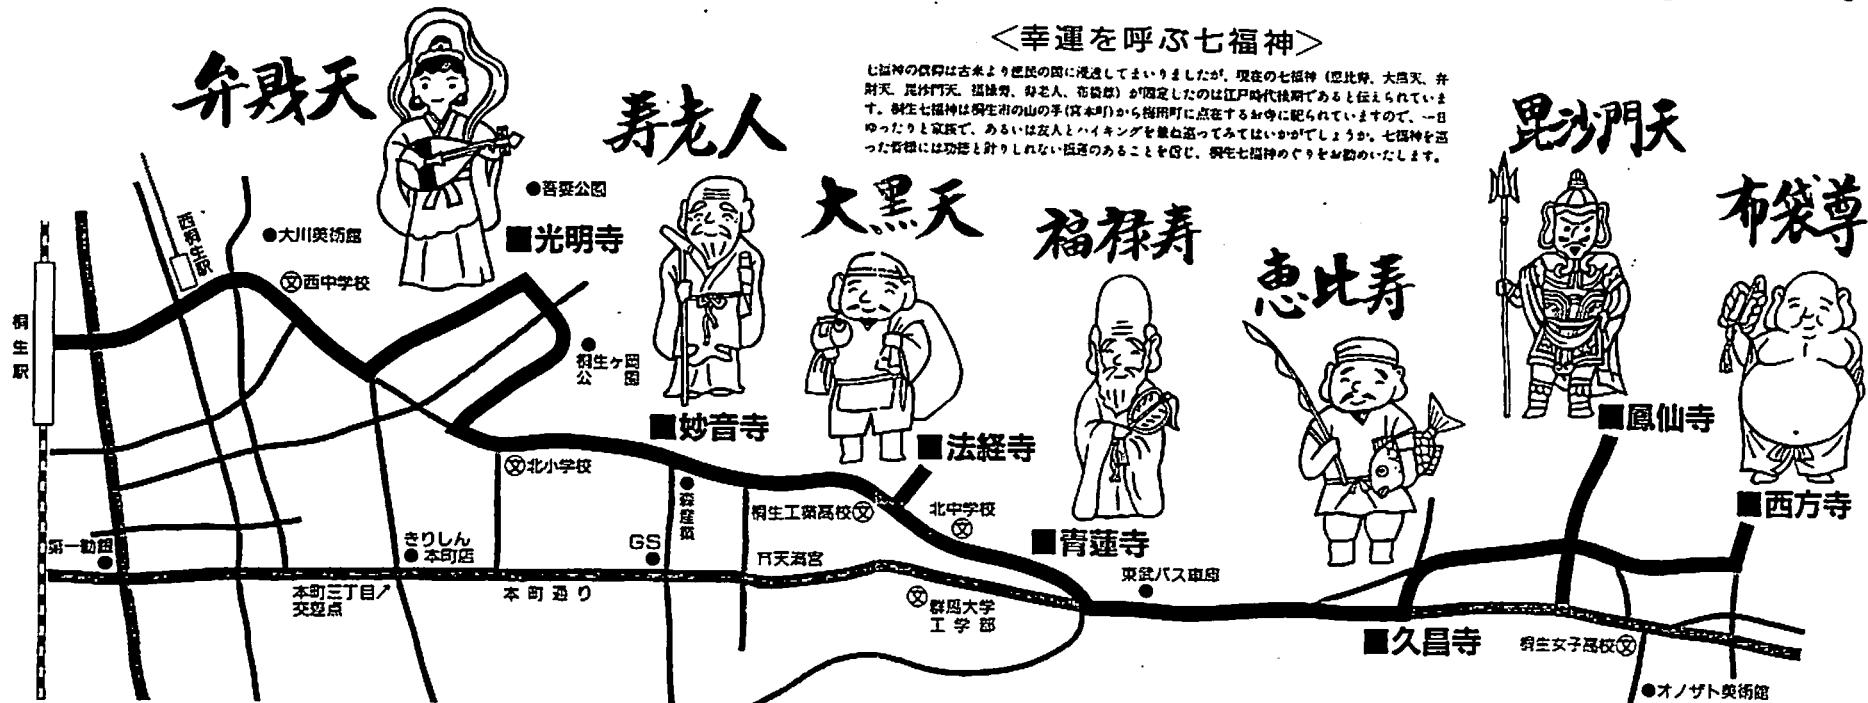 <幸運を呼ぶ七福神>
七福神の信仰は古来より庶民の間に浸透してまいりましたが、現在の七福神（恵比寿、大黒天、弁
財天、毘沙門天、福禄寿、寿老人、布袋尊）が固定したのは江戸時代後期であると伝えられていま
す。桐生七福神は桐生市の山の手(宮本町)から梅田町に点在するお寺に祀られていますので、一日
ゆったりと家族で、あるいは友人とハイキングを兼ね巡ってみてはいかがでしょうか。七福神を巡
った皆様には功徳と計りしれない福運のあることを信じ、桐生七福神めぐりをお勧めいたします。
弁財天
寿老人
大黒天
福禄寿
恵比寿
毘沙門天
布袋尊
●吾妻公園
■光明寺
西桐生駅
●大川美術館
文西中学校
桐生駅
桐生ヶ岡
公園
■妙音寺
■法経寺
■青蓮寺
■久昌寺
■鳳仙寺
■西方寺
文北小学校
森産業
桐生工業高校文
北中学校
文
第一勧銀
きりしん
●本町店
GS
天満宮
本町三丁目↗
交差点
本町通り
文群馬大学
工学部
東武バス車庫
桐生女子高校文
●オノザト美術館